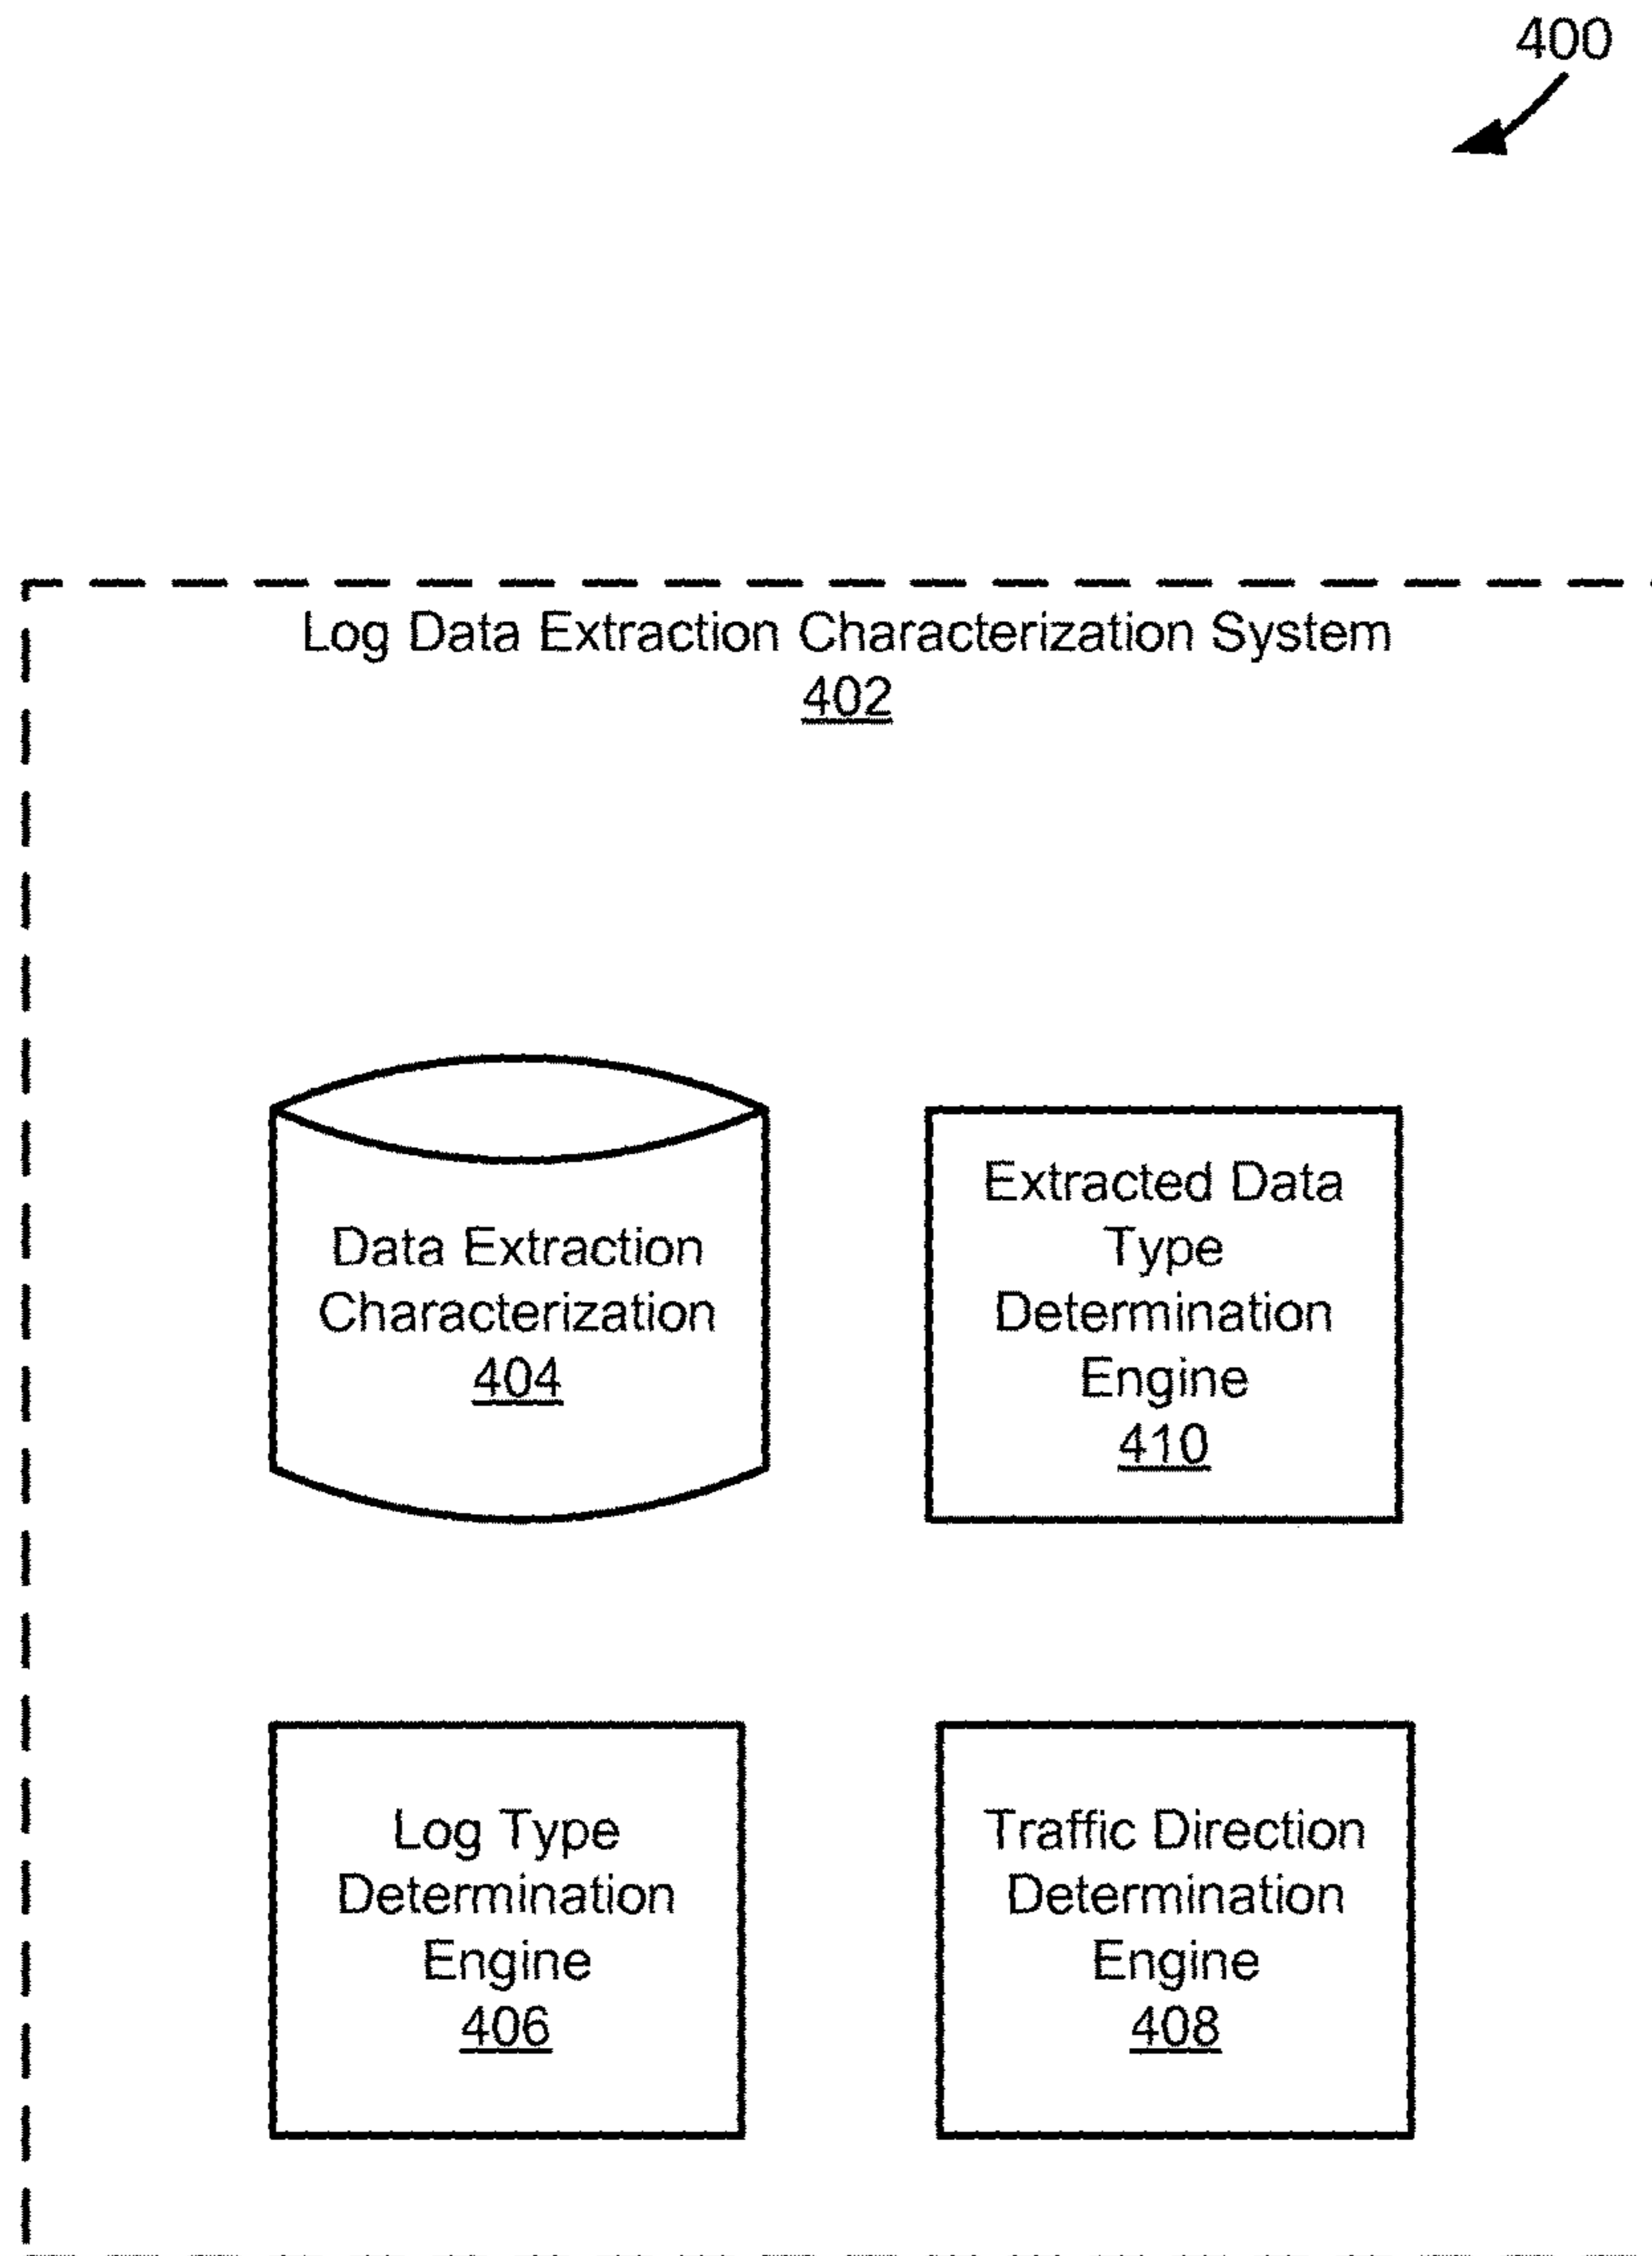 400
Log Data Extraction Characterization System
402
Data Extraction
Characterization
404
Extracted Data
Type
Determination
Engine
410
Log Type
Determination
Engine
406
Traffic Direction
Determination
Engine
408